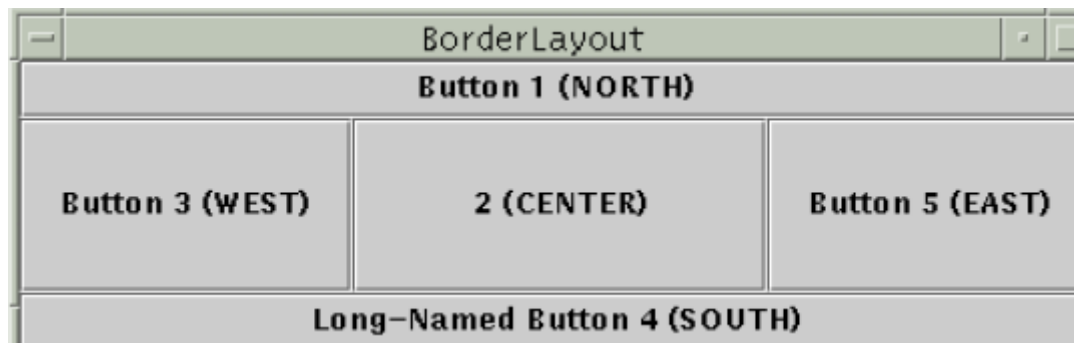 BorderLayout
Button 1 (NORTH)
Button 3 (WEST)
2 (CENTER)
Button 5 (EAST)
Long-Named Button 4 (SOUTH)